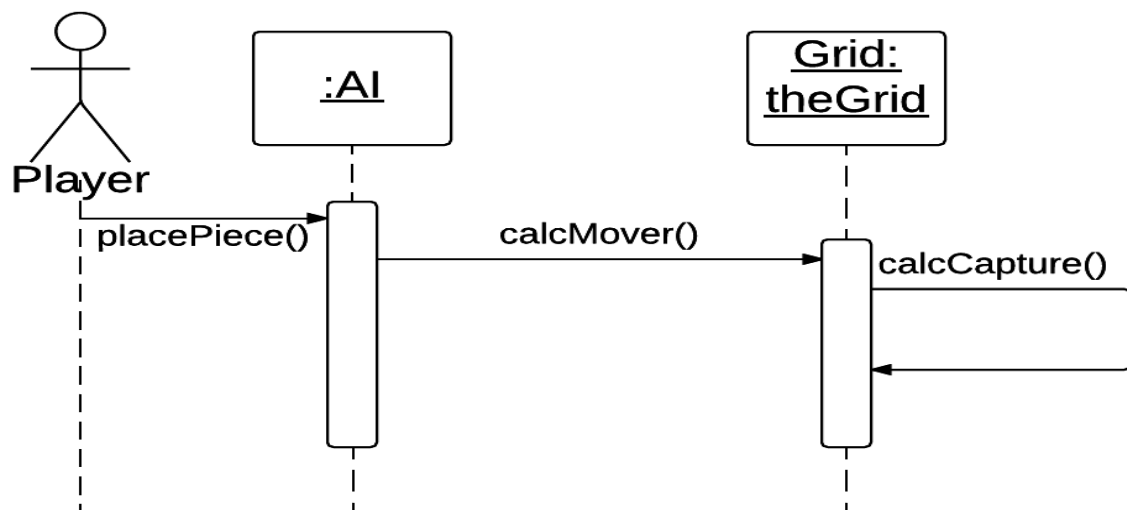 :AI
Grid:
theGrid
Player
placePiece()
calcMover()
calcCapture()